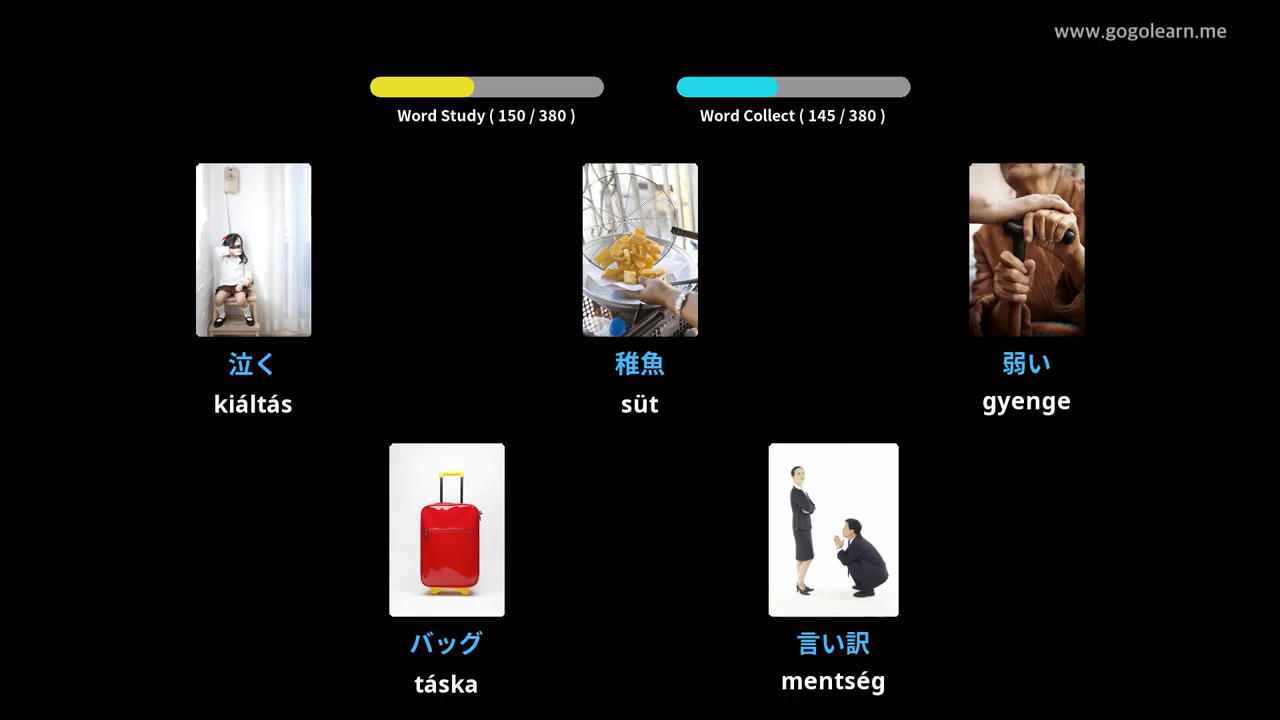 www.gogolearn.me
Word Study ( 150 / 380 )
Word Collect ( 145 / 380 )
泣く
稚魚
弱い
kiáltás
süt
gyenge
バッグ
言い訳
táska
mentség